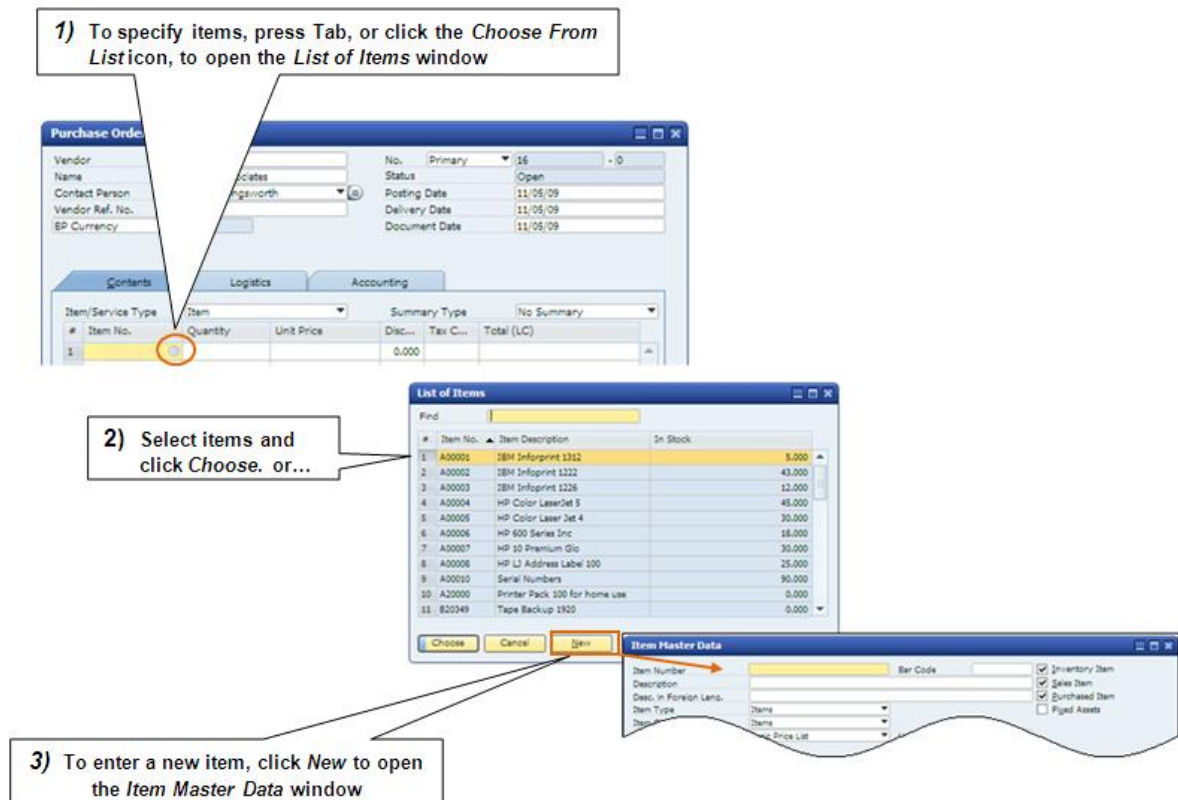 1) To specify items, press Tab, or click the Choose From
List icon, to open the List of Items window
Purchase Orde
Vendor
Name ociates
Contact Person ngsworth
Vendor Ref. No.
BP Currency
No. Primary 16 - 0
Status Open
Posting Date 11/05/09
Delivery Date 11/05/09
Document Date 11/05/09
Contents Logistics Accounting
Item/Service Type Item Summary Type No Summary
# Item No. Quantity Unit Price Disc... Tax C... Total (LC)
1 0.000
2) Select items and
click Choose. or...
List of Items
Find
# Item No. Item Description In Stock
1 A00001 IBM Inforprint 1312 5.000
2 A00002 IBM Infoprint 1222 43.000
3 A00003 IBM Infoprint 1226 12.000
4 A00004 HP Color LaserJet 5 45.000
5 A00005 HP Color Laser Jet 4 30.000
6 A00006 HP 600 Series Inc 18.000
7 A00007 HP 10 Premium Glo 30.000
8 A00008 HP LJ Address Label 100 25.000
9 A00010 Serial Numbers 90.000
10 A20000 Printer Pack 100 for home use 0.000
11 B20349 Tape Backup 1920 0.000
Choose Cancel New
Item Master Data
Item Number Bar Code Inventory Item
Description Sales Item
Desc. in Foreign Lang. Purchased Item
Item Type Items Fixed Assets
Item Items
Price List
3) To enter a new item, click New to open
the Item Master Data window